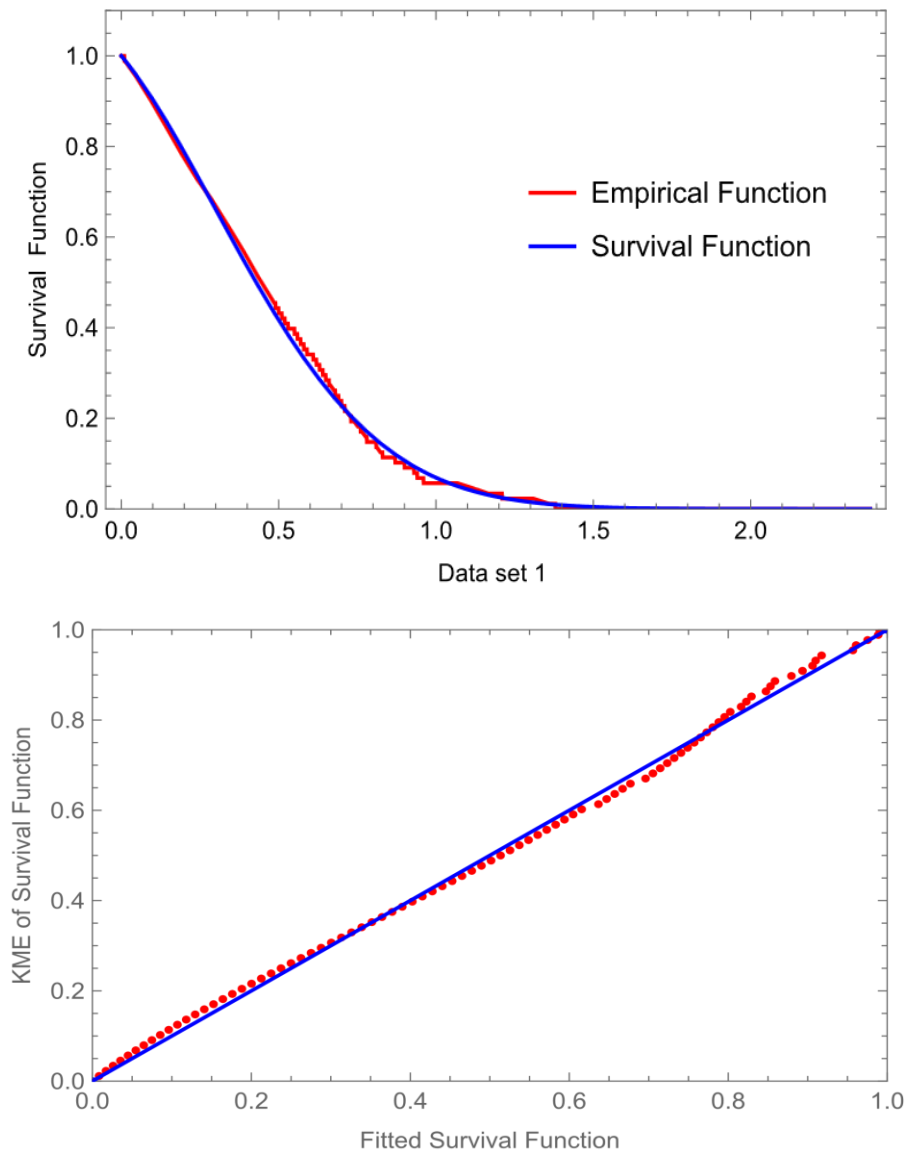 1.0
0.8
0.6
0.4
0.2
0.0
Survival Function
Empirical Function
Survival Function
0.0 0.5 1.0 1.5 2.0
Data set 1
1.0
0.8
0.6
0.4
0.2
0.0
KME of Survival Function
0.0 0.2 0.4 0.6 0.8 1.0
Fitted Survival Function